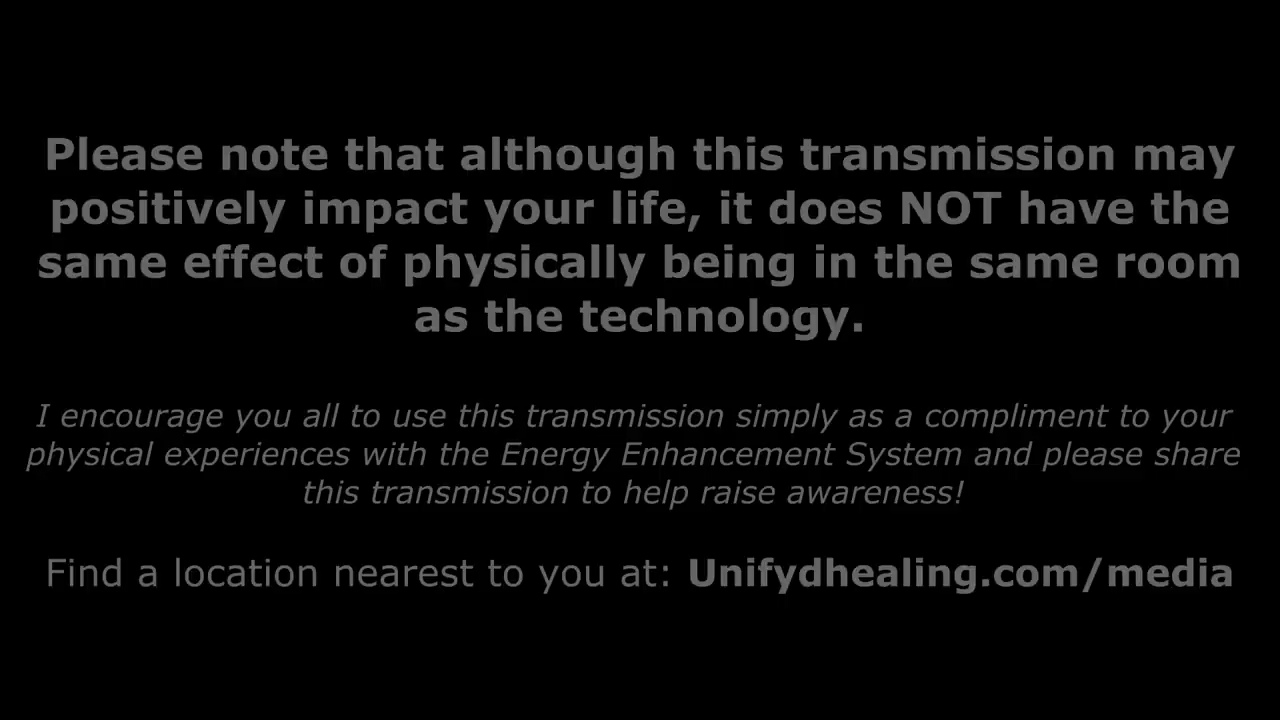 Please note that although this transmission may
positively impact your life, it does NOT have the
same effect of physically being in the same room
as the technology.
I encourage you all to use this transmission simply as a compliment to your
physical experiences with the Energy Enhancement System and please share
this transmission to help raise awareness!
Find a location nearest to you at: Unifydhealing.com/media